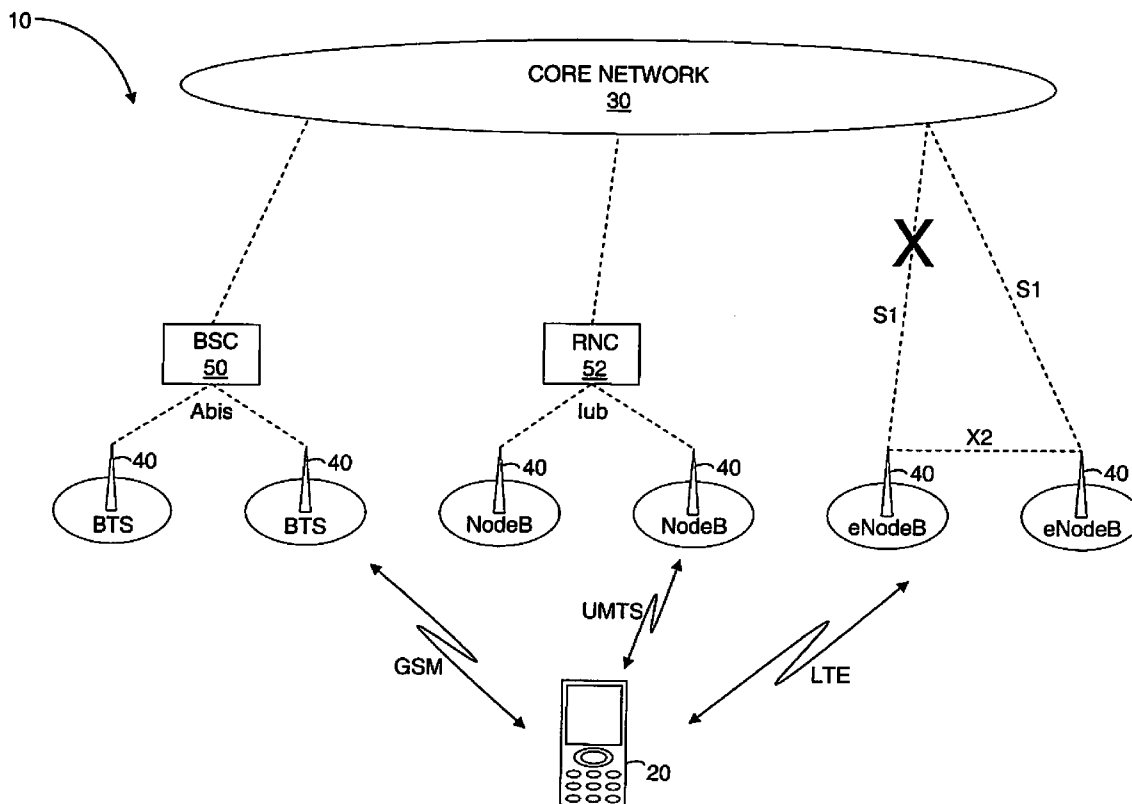 10
CORE NETWORK
30
S1
S1
BSC
50
RNC
52
Abis
Iub
X2
40
40
40
40
40
40
BTS
BTS
NodeB
NodeB
eNodeB
eNodeB
UMTS
GSM
LTE
20
X